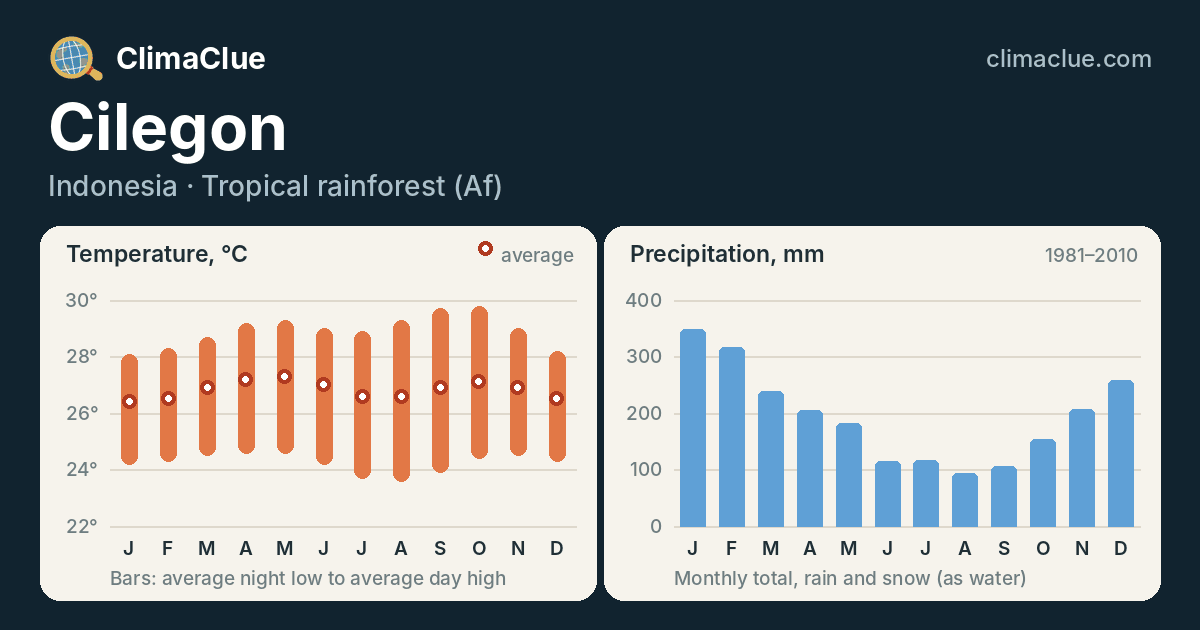 ClimaClue
climaclue.com
Cilegon
Indonesia · Tropical rainforest (Af)
Temperature, °C
average
30°
28°
26°
24°
22°
J F M A M J J A S O N D
Bars: average night low to average day high
Precipitation, mm
1981–2010
400
300
200
100
0
J F M A M J J A S O N D
Monthly total, rain and snow (as water)